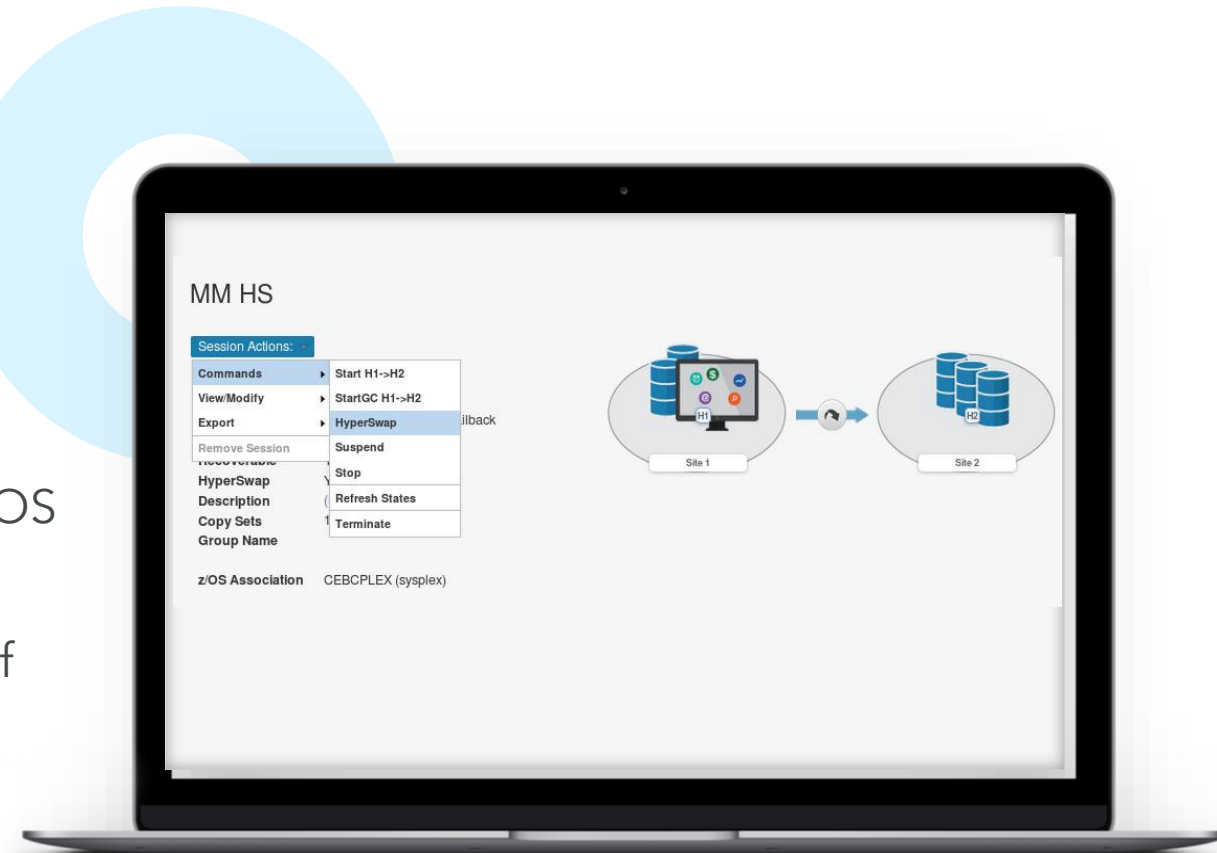 MM HS
Session Actions:
Commands
View/Modify
Export
Remove Session
Start H1->H2
StartGC H1->H2
HyperSwap
Suspend
Stop
Refresh States
Terminate
Recoverable
HyperSwap
Description
Copy Sets
Group Name
z/OS Association CEBCPLEX (sysplex)
H1
Site 1
H2
Site 2
OS
f